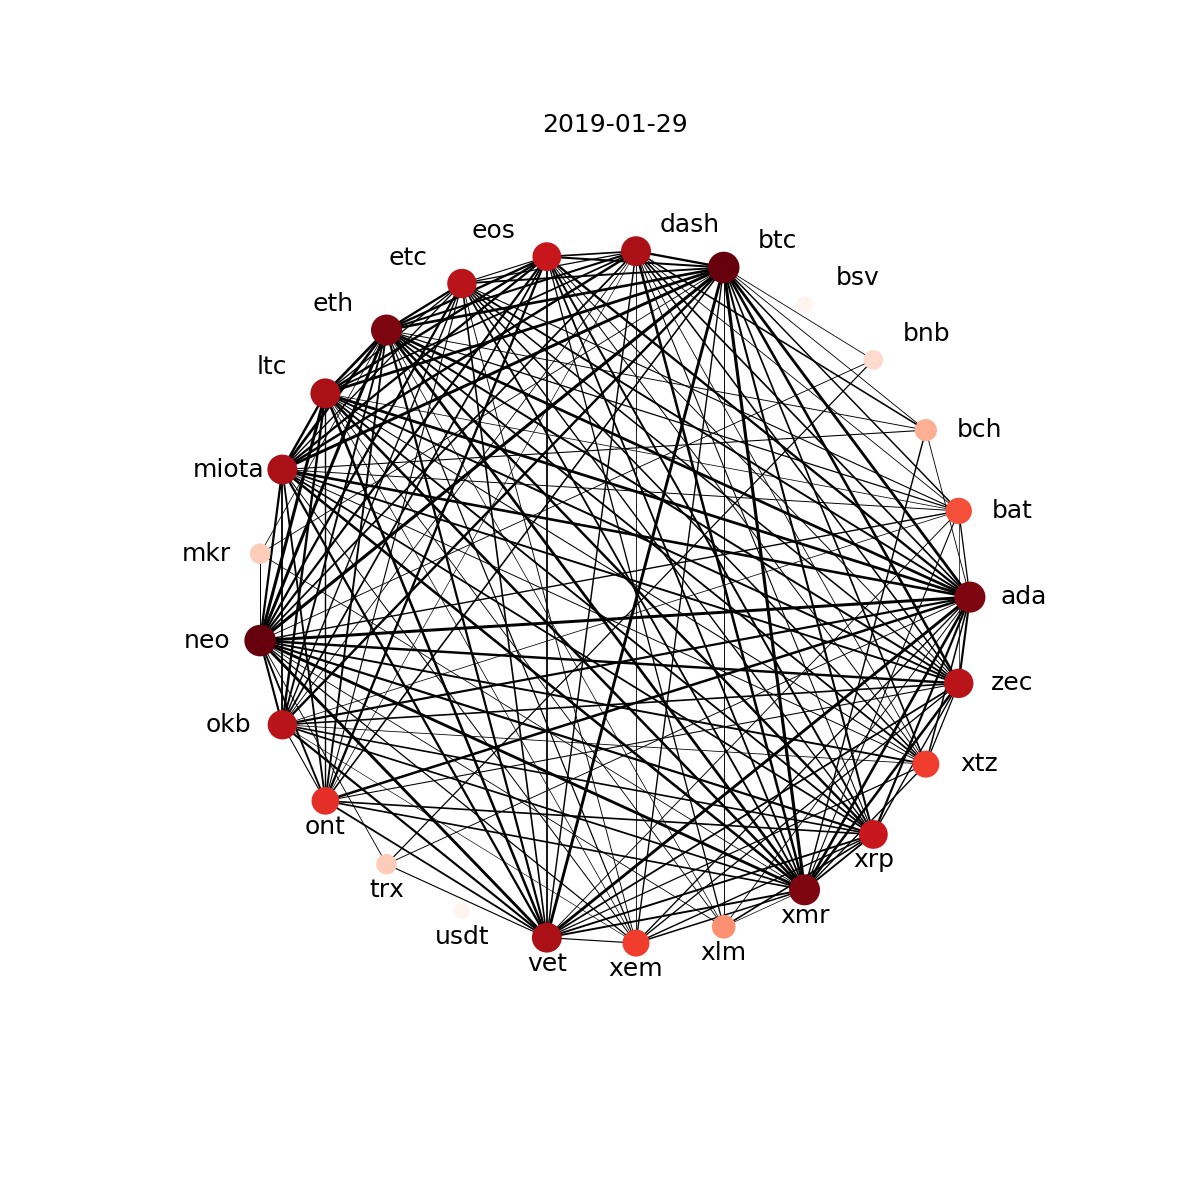 2019-01-29
dash
eos
btc
etc
bsv
eth
bnb
ltc
bch
miota
bat
mkr
ada
neo
zec
okb
xtz
ont
xrp
trx
xmr
usdt
xlm
vet
xem